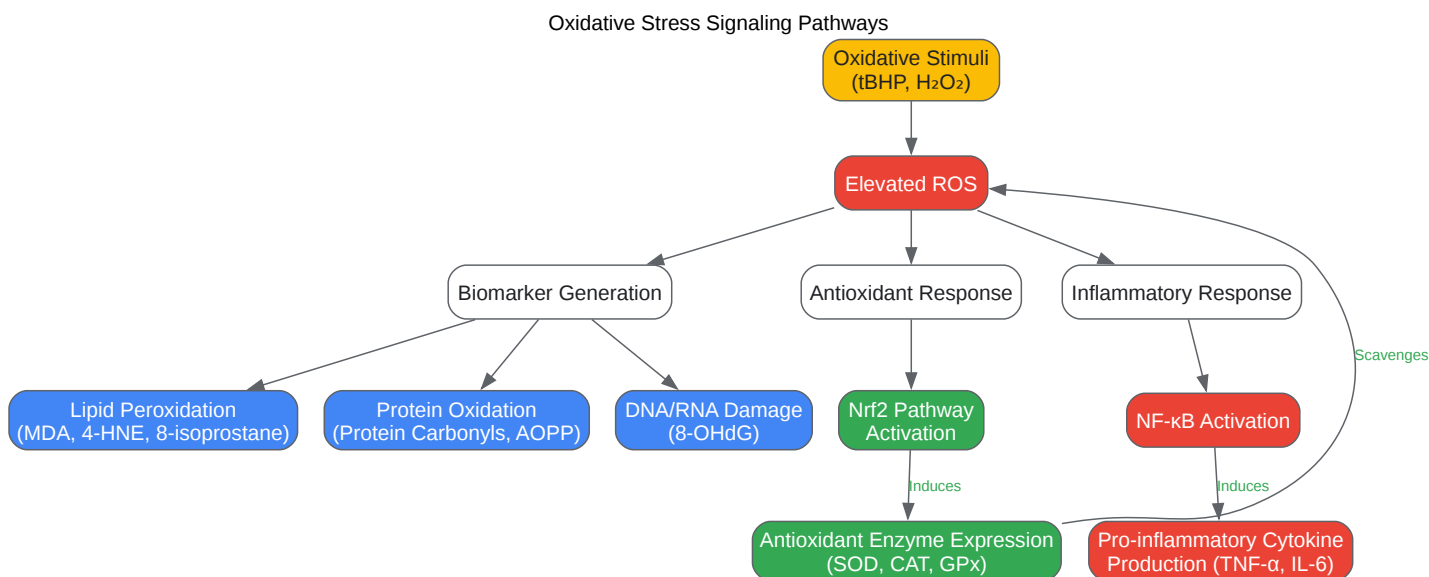 Oxidative Stress Signaling Pathways
Oxidative Stimuli
(tBHP, H₂O₂)
Elevated ROS
Biomarker Generation
Antioxidant Response
Inflammatory Response
Scavenges
Lipid Peroxidation
(MDA, 4-HNE, 8-isoprostane)
Protein Oxidation
(Protein Carbonyls, AOPP)
DNA/RNA Damage
(8-OHdG)
Nrf2 Pathway
Activation
NF-κB Activation
Induces
Induces
Antioxidant Enzyme Expression
(SOD, CAT, GPx)
Pro-inflammatory Cytokine
Production (TNF-α, IL-6)